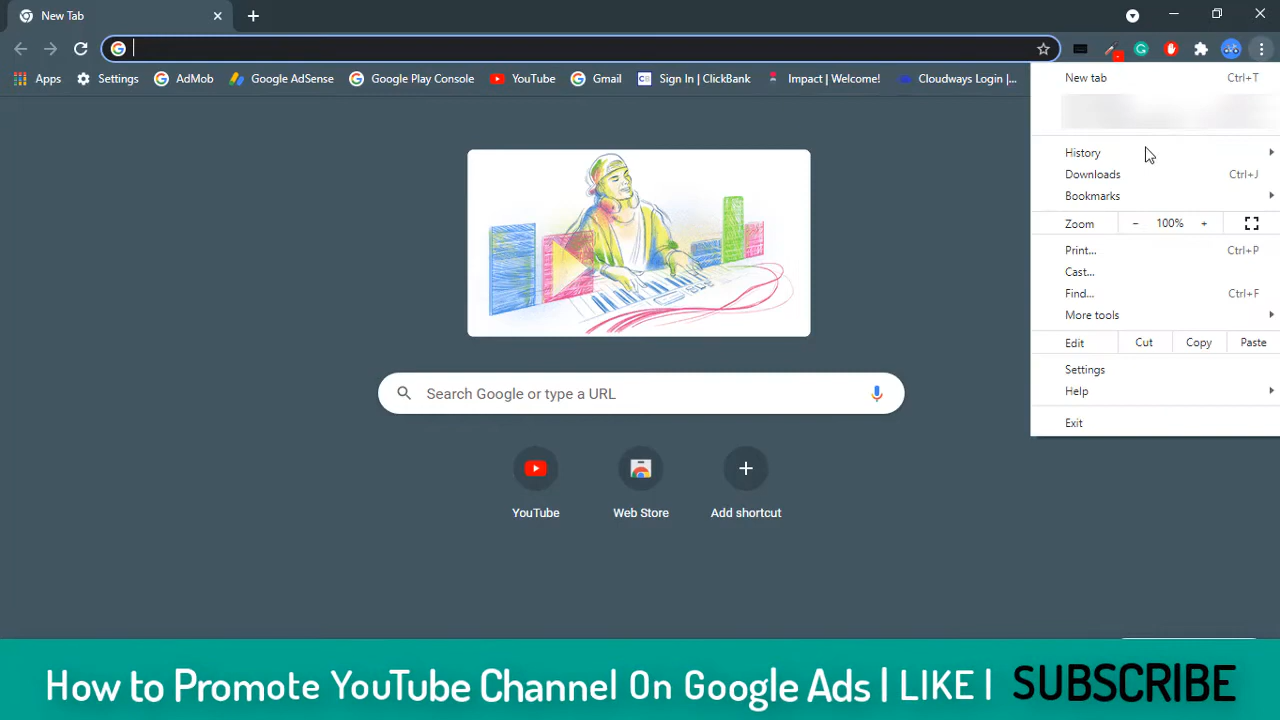 New Tab
Apps Settings AdMob Google AdSense Google Play Console YouTube Gmail Sign In | ClickBank Impact | Welcome! Cloudways Login |...
New tab Ctrl+T
History
Downloads Ctrl+J
Bookmarks
Zoom - 100% +
Print... Ctrl+P
Cast...
Find... Ctrl+F
More tools
Edit Cut Copy Paste
Settings
Help
Exit
Search Google or type a URL
YouTube Web Store Add shortcut
How to Promote YouTube Channel On Google Ads | LIKE | SUBSCRIBE